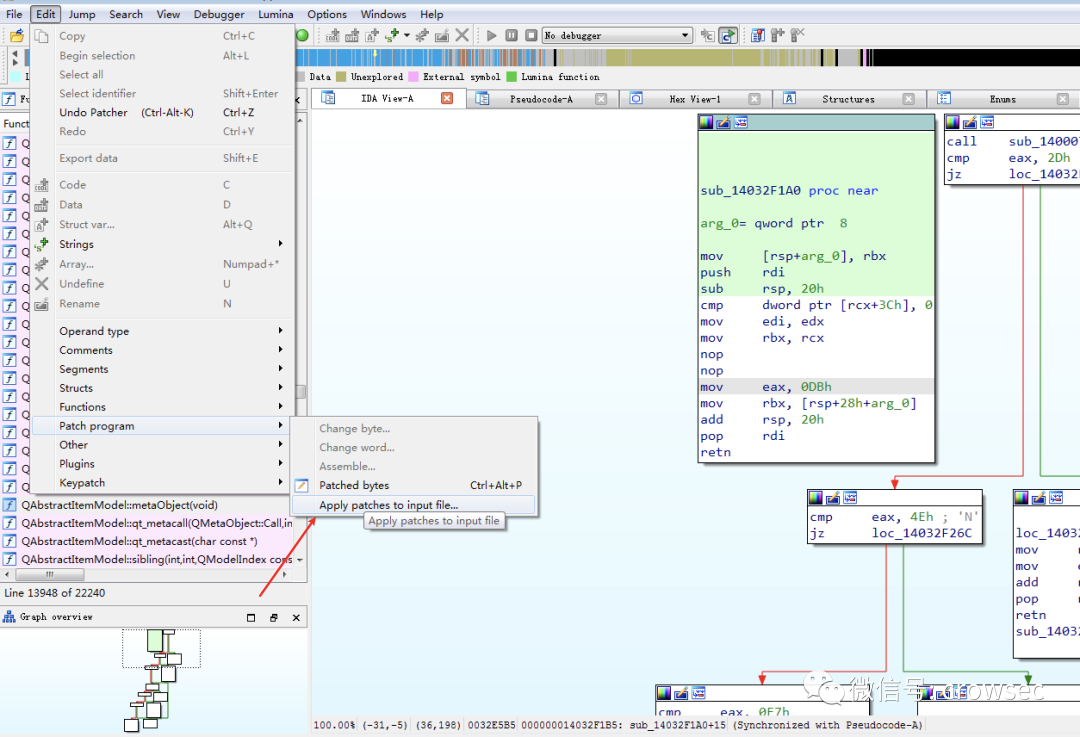 File Edit Jump Search View Debugger Lumina Options Windows Help
Copy Ctrl+C
Begin selection Alt+L
Select all
Select identifier Shift+Enter
Undo Patcher (Ctrl-Alt-K) Ctrl+Z
Redo Ctrl+Y
Export data Shift+E
Code C
Data D
Struct var... Alt+Q
Strings
Array... Numpad+*
Undefine U
Rename N
Operand type
Comments
Segments
Structs
Functions
Patch program
Other
Plugins
Keypatch
Change byte...
Change word...
Assemble...
Patched bytes Ctrl+Alt+P
Apply patches to input file...
Apply patches to input file
No debugger
Data Unexplored External symbol Lumina function
IDA View-A Pseudocode-A Hex View-1 Structures Enums
Funct
QAbstractItemModel::metaObject(void)
QAbstractItemModel::qt_metacall(QMetaObject::Call,in
QAbstractItemModel::qt_metacast(char const *)
QAbstractItemModel::sibling(int,int,QModelIndex cons
Line 13948 of 22240
Graph overview
sub_14032F1A0 proc near
arg_0= qword ptr 8
mov [rsp+arg_0], rbx
push rdi
sub rsp, 20h
cmp dword ptr [rcx+3Ch], 0
mov edi, edx
mov rbx, rcx
nop
nop
mov eax, 0DBh
mov rbx, [rsp+28h+arg_0]
add rsp, 20h
pop rdi
retn
call sub_14000
cmp eax, 2Dh
jz loc_14032
cmp eax, 4Eh ; 'N'
jz loc_14032F26C
loc_1403
mov
mov
add
pop
retn
sub_1403
cmp eax, 0E7h
微信号: crowsec
100.00% (-31,-5) (36,198) 0032E5B5 000000014032F1B5: sub_14032F1A0+15 (Synchronized with Pseudocode-A)